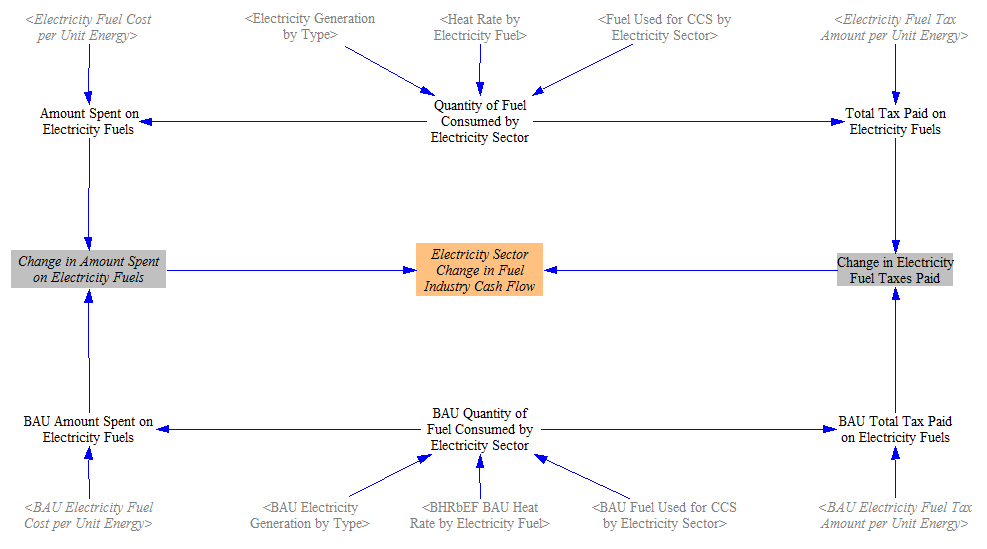 <Electricity Fuel Cost
per Unit Energy>
<Electricity Generation
by Type>
<Heat Rate by
Electricity Fuel>
<Fuel Used for CCS by
Electricity Sector>
<Electricity Fuel Tax
Amount per Unit Energy>
Amount Spent on
Electricity Fuels
Quantity of Fuel
Consumed by
Electricity Sector
Total Tax Paid on
Electricity Fuels
Change in Amount Spent
on Electricity Fuels
Electricity Sector
Change in Fuel
Industry Cash Flow
Change in Electricity
Fuel Taxes Paid
BAU Amount Spent on
Electricity Fuels
BAU Quantity of
Fuel Consumed by
Electricity Sector
BAU Total Tax Paid
on Electricity Fuels
<BAU Electricity Fuel
Cost per Unit Energy>
<BAU Electricity
Generation by Type>
<BHRbEF BAU Heat
Rate by Electricity Fuel>
<BAU Fuel Used for CCS
by Electricity Sector>
<BAU Electricity Fuel Tax
Amount per Unit Energy>